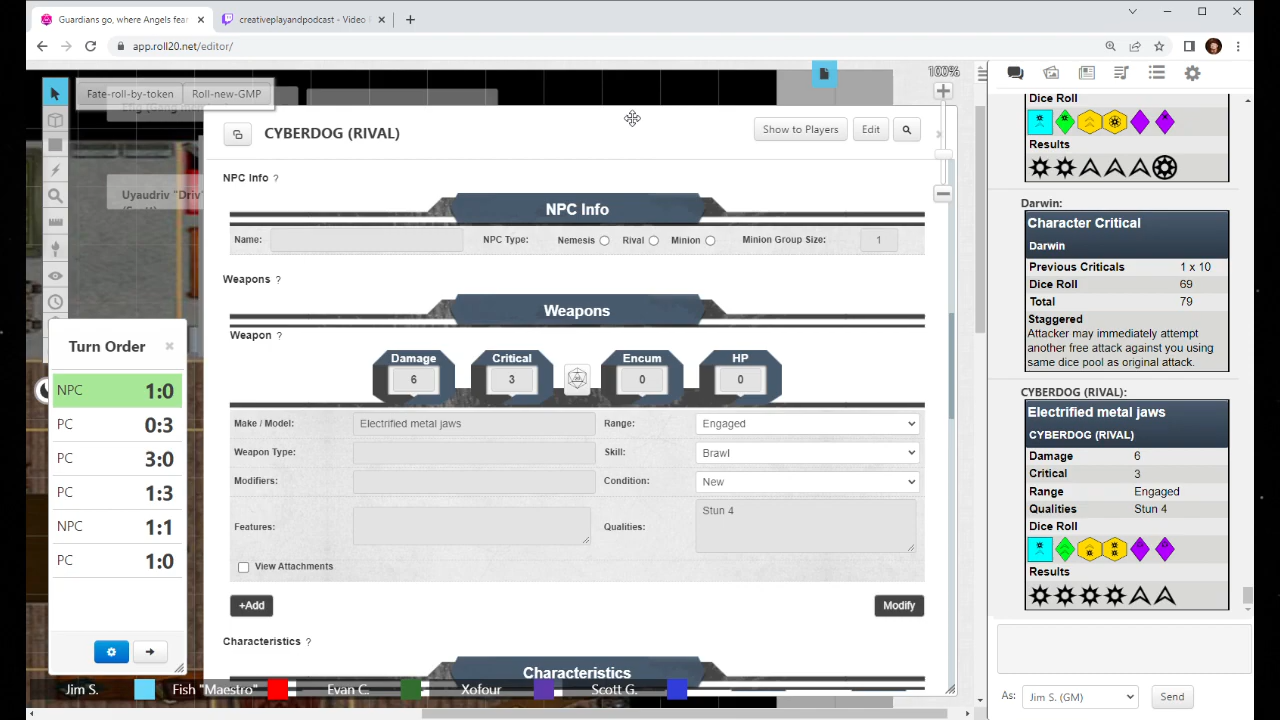 Guardians go, where Angels fear
creativeplayandpodcast - Video
app.roll20.net/editor/
Fate-roll-by-token
Roll-new-GMP
Uyaudriv "Driv"
100%
CYBERDOG (RIVAL)
Show to Players
Edit
NPC Info ?
NPC Info
Name:
NPC Type:
Nemesis
Rival
Minion
Minion Group Size:
1
Weapons ?
Weapons
Weapon ?
Damage
Critical
Encum
HP
6
3
0
0
Make / Model:
Electrified metal jaws
Range:
Engaged
Weapon Type:
Skill:
Brawl
Modifiers:
Condition:
New
Features:
Qualities:
Stun 4
View Attachments
+Add
Modify
Characteristics ?
Characteristics
Turn Order
NPC 1:0
PC 0:3
PC 3:0
PC 1:3
NPC 1:1
PC 1:0
Jim S.
Fish "Maestro"
Evan C.
Xofour
Scott G.
Dice Roll
Results
Darwin:
Character Critical
Darwin
Previous Criticals 1 x 10
Dice Roll 69
Total 79
Staggered
Attacker may immediately attempt
another free attack against you using
same dice pool as original attack.
CYBERDOG (RIVAL):
Electrified metal jaws
CYBERDOG (RIVAL)
Damage 6
Critical 3
Range Engaged
Qualities Stun 4
Dice Roll
Results
As:
Jim S. (GM)
Send